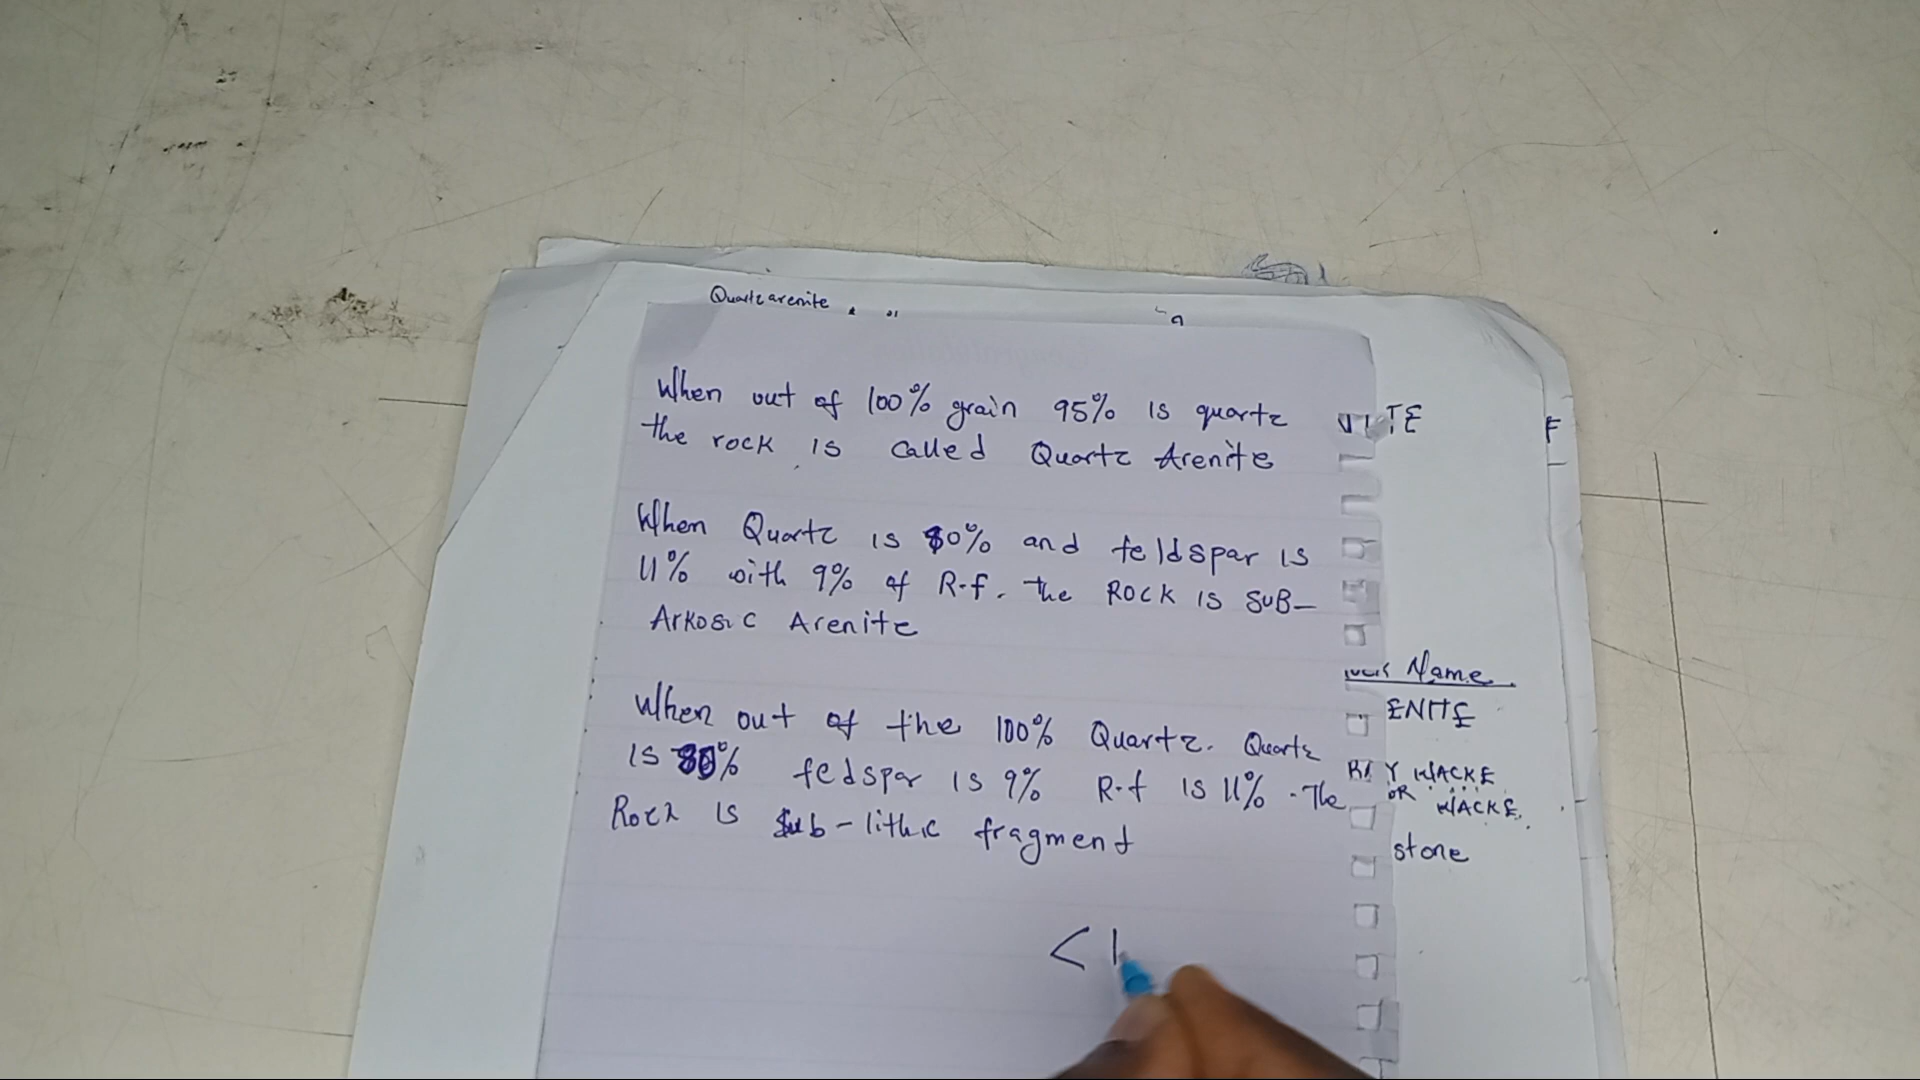 Quartz arenite
When out of 100% grain 95% is quartz
the rock is called Quartz Arenite
When Quartz is 80% and feldspar is
11% with 9% of R.f. the ROCK IS SUB-
Arkosic Arenite
When out of the 100% Quartz. Quartz
is 80% fedspar is 9% R.f is 11%. The
Rock is Sub-lithic fragment
< 1
ITE
F
Name
ENITE
Y WACKE
OR WACKE.
stone